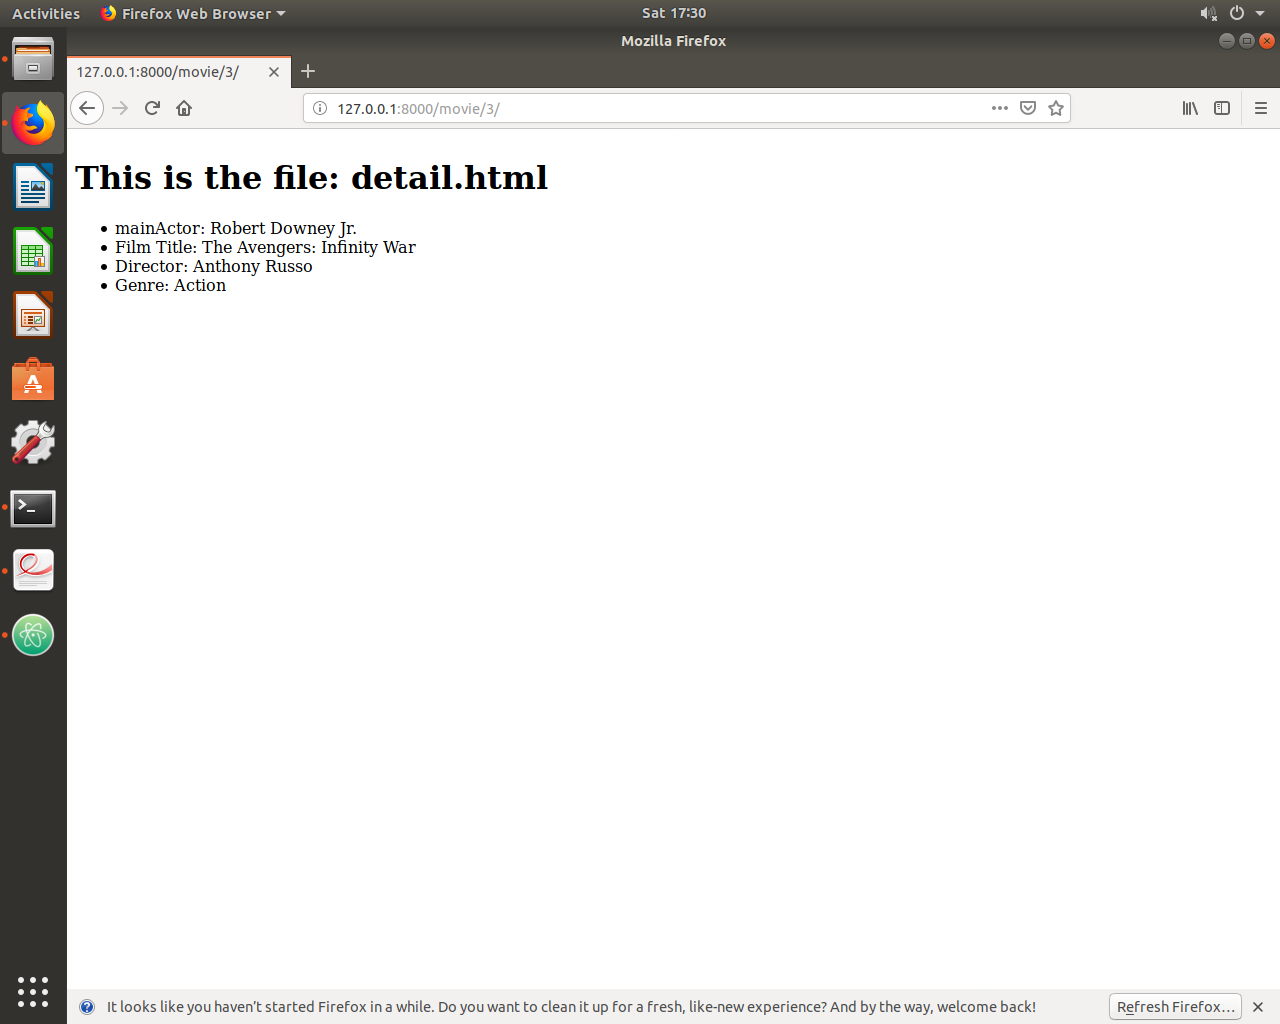 Activities
Firefox Web Browser
Sat 17:30
Mozilla Firefox
127.0.0.1:8000/movie/3/
127.0.0.1:8000/movie/3/
This is the file: detail.html
mainActor: Robert Downey Jr.
Film Title: The Avengers: Infinity War
Director: Anthony Russo
Genre: Action
It looks like you haven’t started Firefox in a while. Do you want to clean it up for a fresh, like-new experience? And by the way, welcome back!
Refresh Firefox…